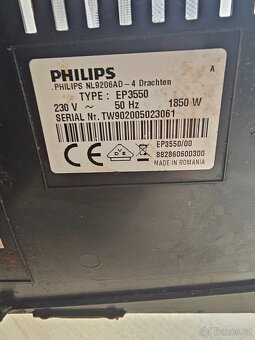 PHILIPS
PHILIPS NL9206AD-4 Drachten
A
TYPE : EP3550
230 V ~ 50 Hz 1850 W
SERIAL Nr. TW902005023061
CE
EP3550/00
882860600300
MADE IN ROMANIA